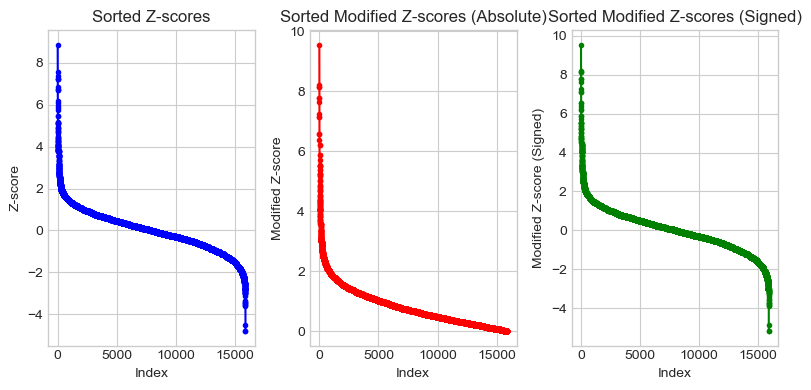 Sorted Z-scores
Z-score
8
6
4
2
0
−2
−4
0 5000 10000 15000
Index
Sorted Modified Z-scores (Absolute)
Modified Z-score
10
8
6
4
2
0
0 5000 10000 15000
Index
Sorted Modified Z-scores (Signed)
Modified Z-score (Signed)
10
8
6
4
2
0
−2
−4
0 5000 10000 15000
Index